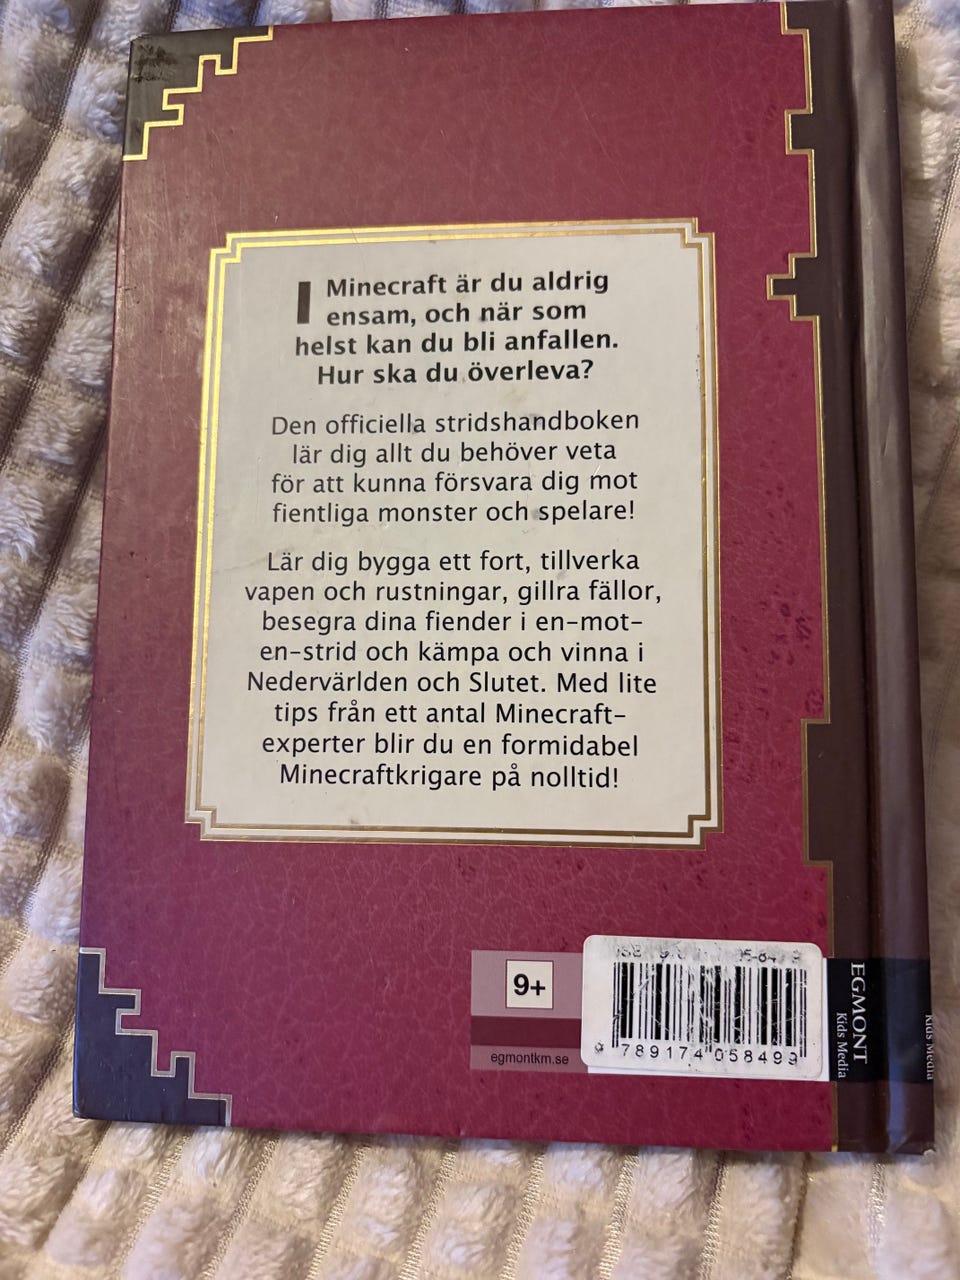 I Minecraft är du aldrig
ensam, och när som
helst kan du bli anfallen.
Hur ska du överleva?
Den officiella stridshandboken
lär dig allt du behöver veta
för att kunna försvara dig mot
fientliga monster och spelare!
Lär dig bygga ett fort, tillverka
vapen och rustningar, gillra fällor,
besegra dina fiender i en-mot-
en-strid och kämpa och vinna i
Nedervärlden och Slutet. Med lite
tips från ett antal Minecraft-
experter blir du en formidabel
Minecraftkrigare på nolltid!
9+
egmontkm.se
9 789174 058499
EGMONT
Kids Media
Kids Media